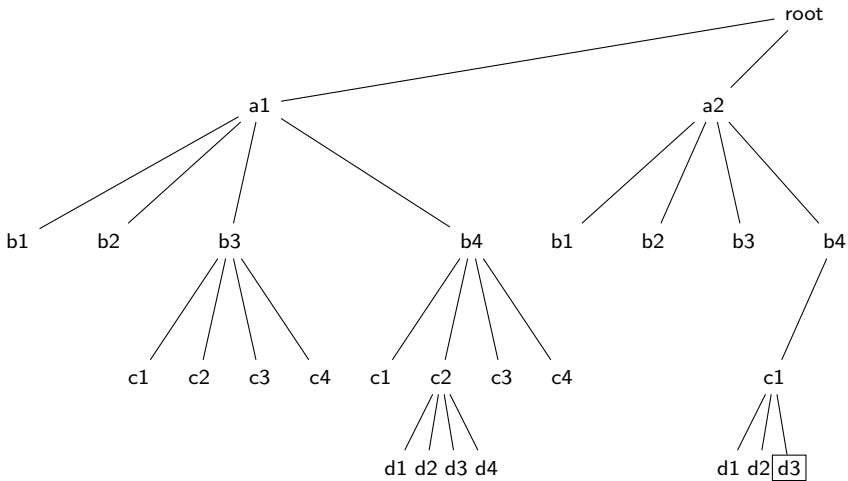 root
a1 a2
b1 b2 b3 b4 b1 b2 b3 b4
c1 c2 c3 c4 c1 c2 c3 c4 c1
d1 d2 d3 d4 d1 d2 d3